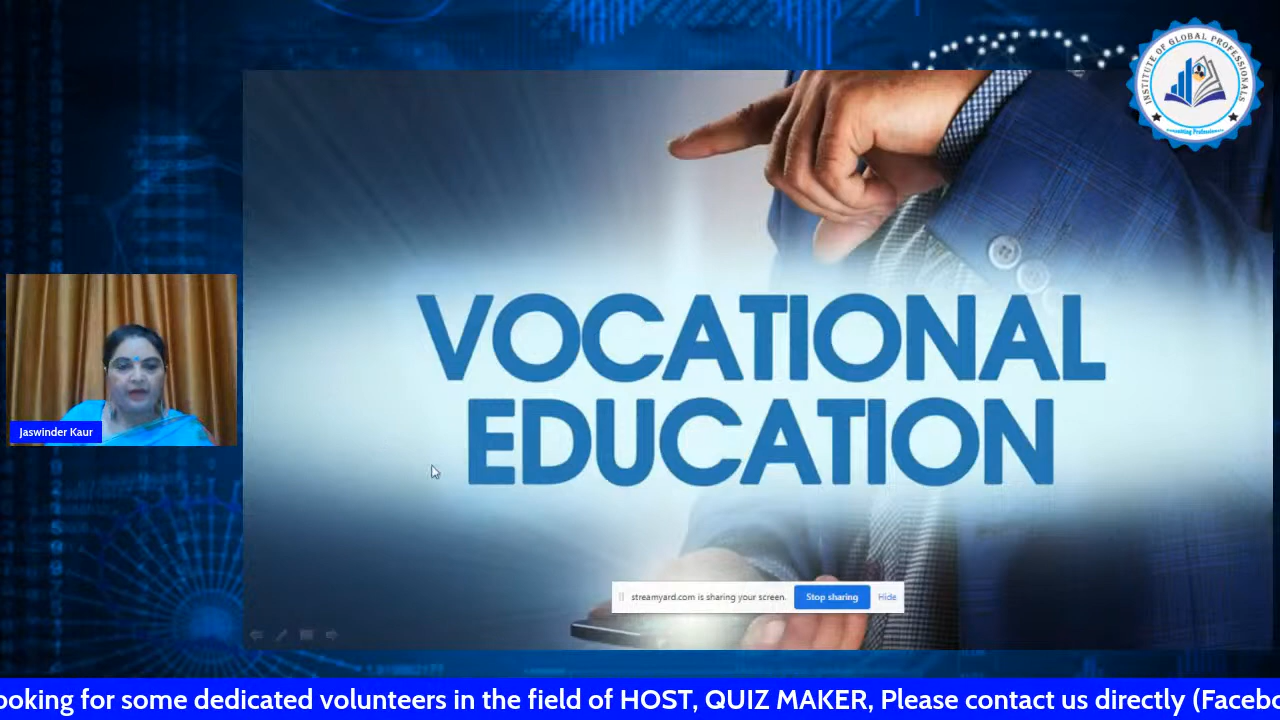 INSTITUTE OF GLOBAL PROFESSIONALS
VOCATIONAL
EDUCATION
Jaswinder Kaur
streamyard.com is sharing your screen.
Stop sharing
Hide
ooking for some dedicated volunteers in the field of HOST, QUIZ MAKER, Please contact us directly (Facebo